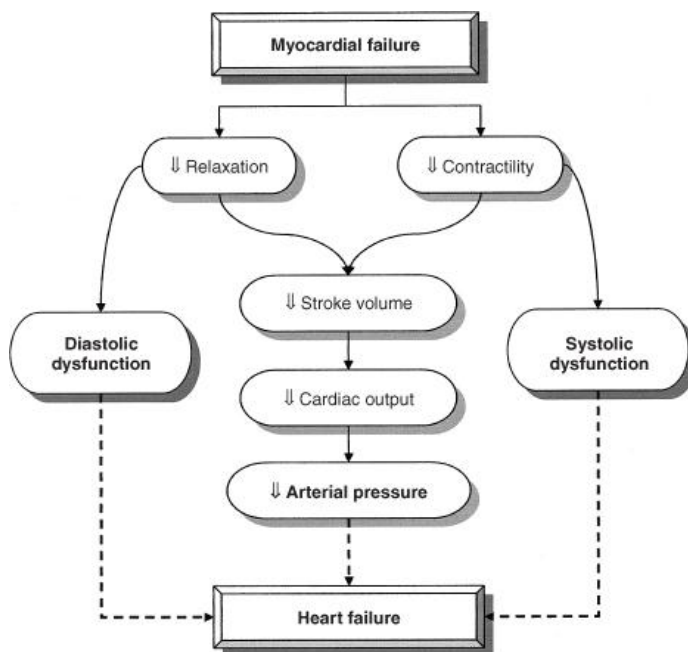 Myocardial failure
⇓ Relaxation
⇓ Contractility
⇓ Stroke volume
Diastolic
dysfunction
Systolic
dysfunction
⇓ Cardiac output
⇓ Arterial pressure
Heart failure